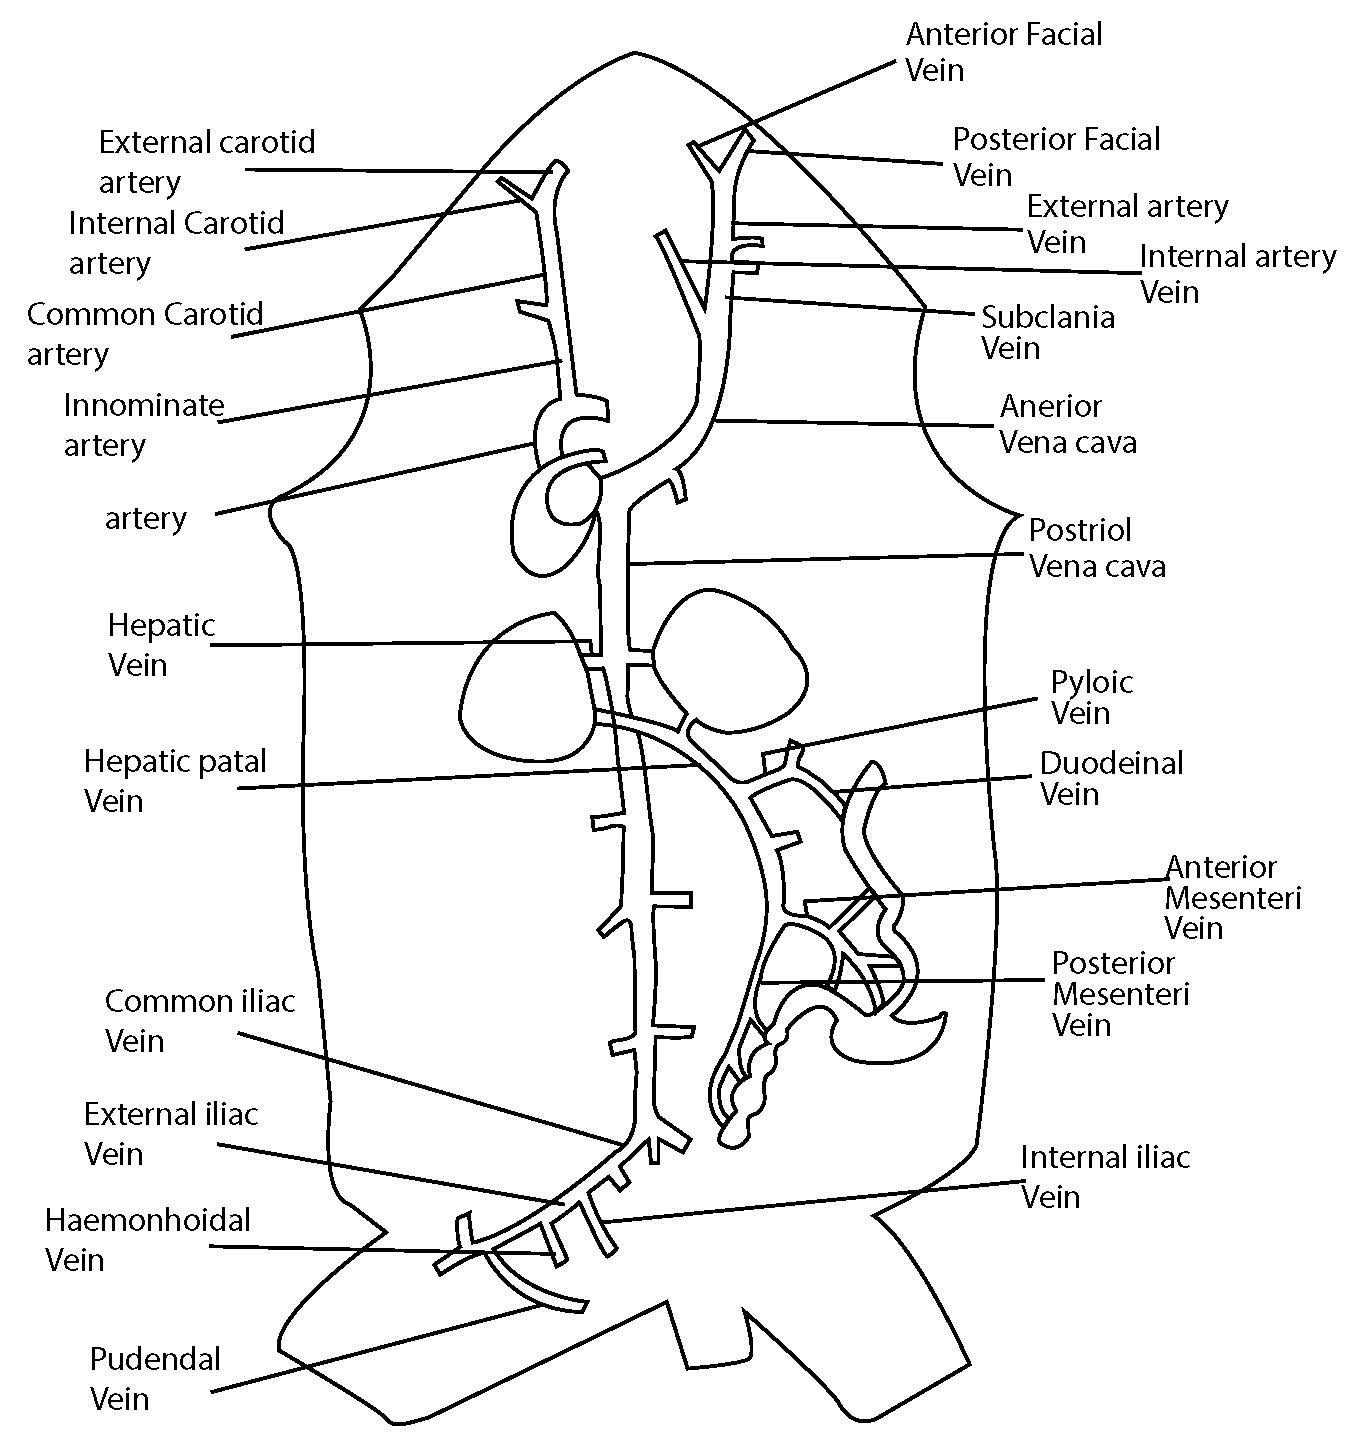 Anterior Facial
Vein
External carotid
artery
Posterior Facial
Vein
Internal Carotid
artery
External artery
Vein
Internal artery
Vein
Common Carotid
artery
Subclania
Vein
Innominate
artery
Anerior
Vena cava
artery
Postriol
Vena cava
Hepatic
Vein
Pyloic
Vein
Hepatic patal
Vein
Duodeinal
Vein
Anterior
Mesenteri
Vein
Posterior
Mesenteri
Vein
Common iliac
Vein
External iliac
Vein
Internal iliac
Vein
Haemonhoidal
Vein
Pudendal
Vein